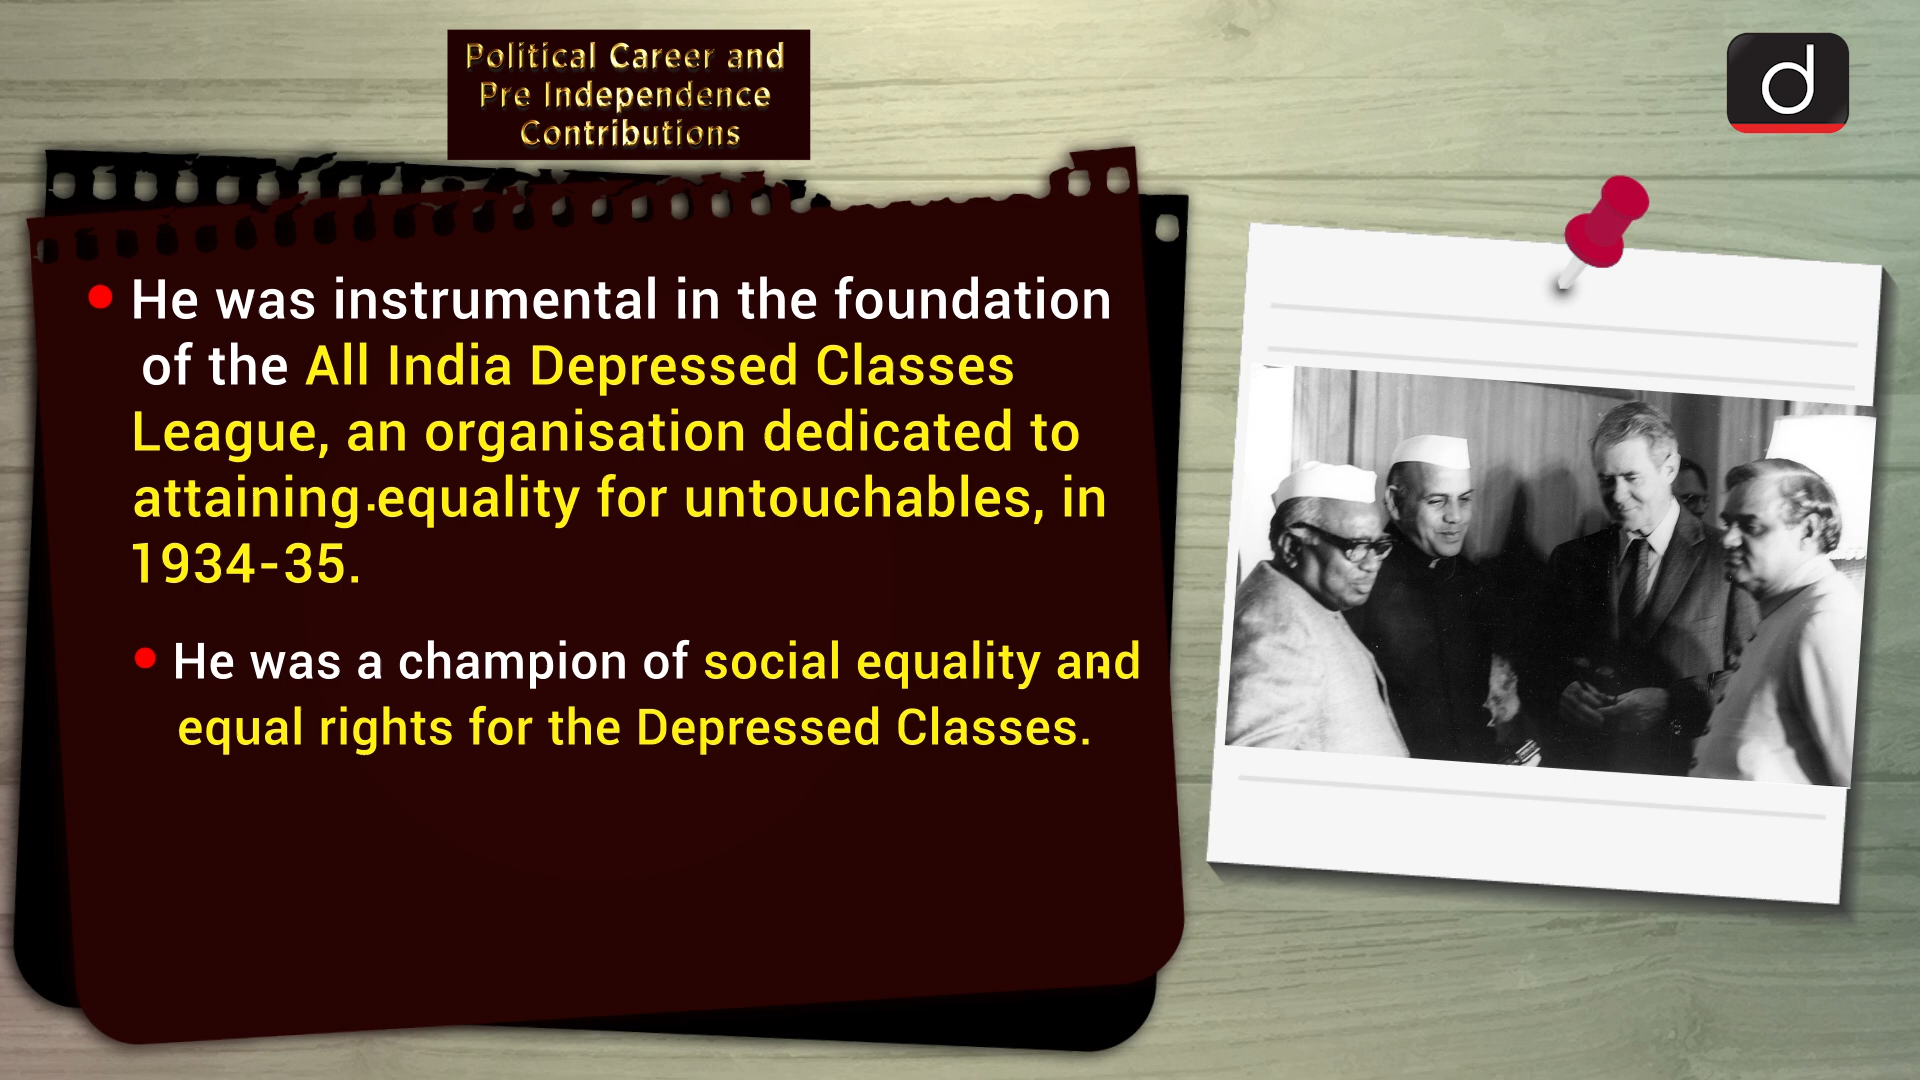 Political Career and
Pre Independence
Contributions
d
He was instrumental in the foundation
of the All India Depressed Classes
League, an organisation dedicated to
attaining equality for untouchables, in
1934-35.
He was a champion of social equality and
equal rights for the Depressed Classes.